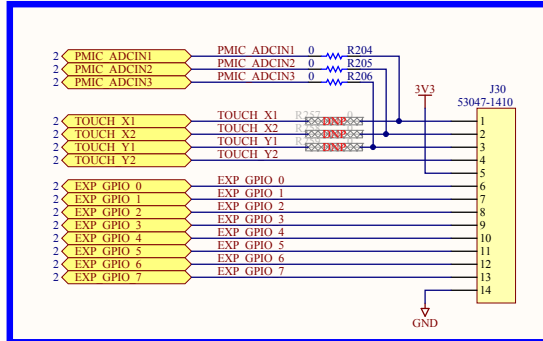 2 PMIC_ADCIN1 PMIC_ADCIN1 0 R204
2 PMIC_ADCIN2 PMIC_ADCIN2 0 R205
2 PMIC_ADCIN3 PMIC_ADCIN3 0 R206
3V3
J30
53047-1410
2 TOUCH_X1 TOUCH_X1 R257 0 DNP 1
2 TOUCH_X2 TOUCH_X2 DNP 2
2 TOUCH_Y1 TOUCH_Y1 DNP 3
2 TOUCH_Y2 TOUCH_Y2 4
5
2 EXP_GPIO_0 EXP_GPIO_0 6
2 EXP_GPIO_1 EXP_GPIO_1 7
2 EXP_GPIO_2 EXP_GPIO_2 8
2 EXP_GPIO_3 EXP_GPIO_3 9
2 EXP_GPIO_4 EXP_GPIO_4 10
2 EXP_GPIO_5 EXP_GPIO_5 11
2 EXP_GPIO_6 EXP_GPIO_6 12
2 EXP_GPIO_7 EXP_GPIO_7 13
14
GND